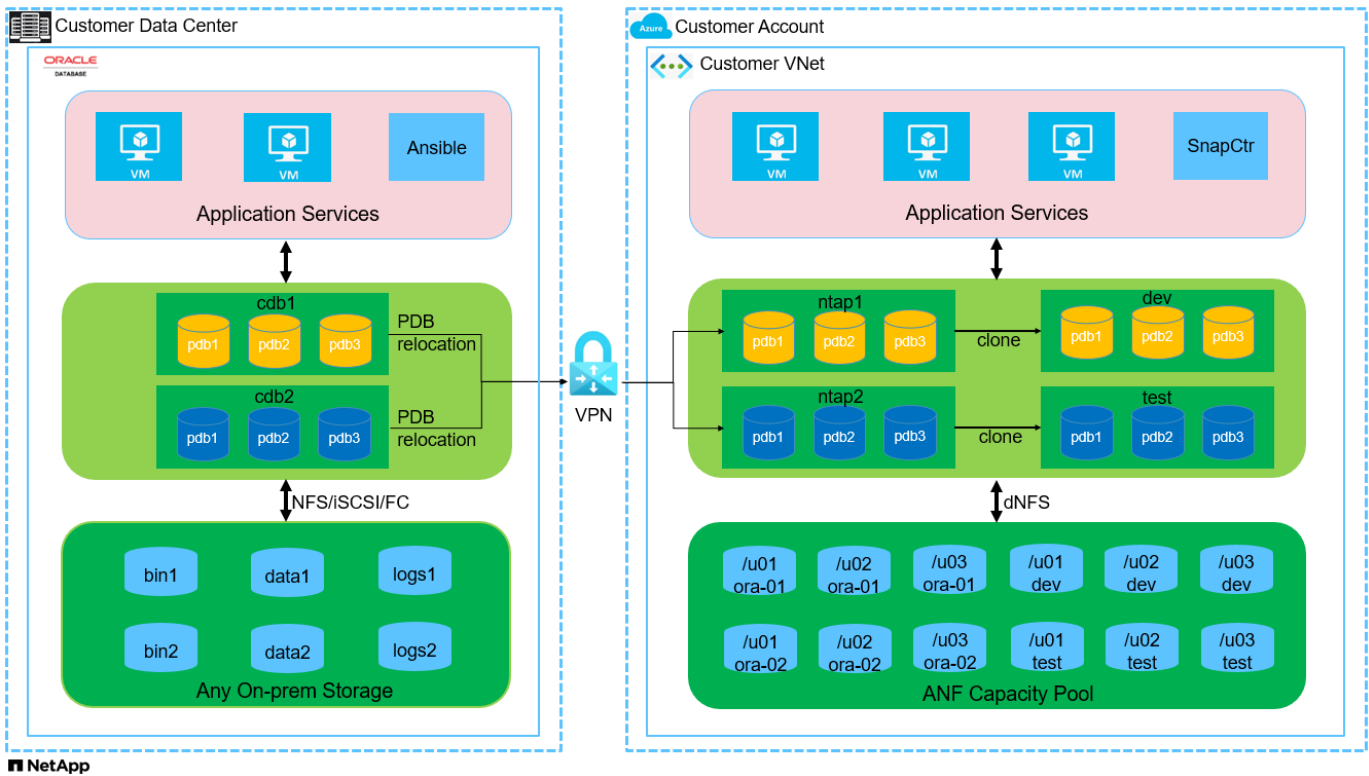 Customer Data Center
ORACLE
DATABASE
VM
VM
Ansible
Application Services
cdb1
pdb1
pdb2
pdb3
PDB
relocation
cdb2
pdb1
pdb2
pdb3
PDB
relocation
NFS/iSCSI/FC
bin1
data1
logs1
bin2
data2
logs2
Any On-prem Storage
VPN
Azure
Customer Account
Customer VNet
VM
VM
VM
SnapCtr
Application Services
ntap1
pdb1
pdb2
pdb3
clone
dev
pdb1
pdb2
pdb3
ntap2
pdb1
pdb2
pdb3
clone
test
pdb1
pdb2
pdb3
dNFS
/u01
ora-01
/u02
ora-01
/u03
ora-01
/u01
dev
/u02
dev
/u03
dev
/u01
ora-02
/u02
ora-02
/u03
ora-02
/u01
test
/u02
test
/u03
test
ANF Capacity Pool
NetApp